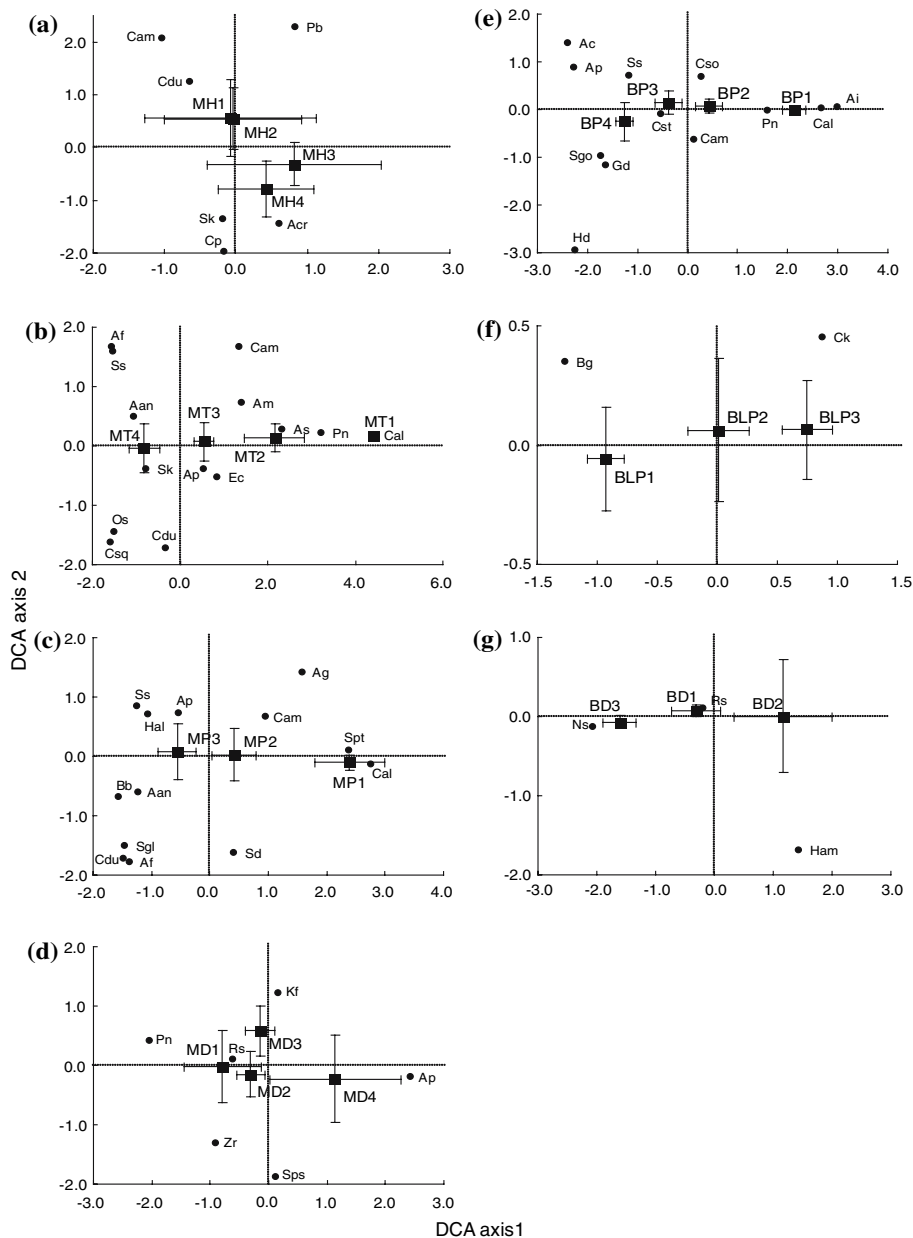 (a)
2.0
1.0
0.0
-1.0
-2.0
Cam
Pb
Cdu
MH1
MH2
MH3
MH4
Sk
Cp
Acr
-2.0 -1.0 0.0 1.0 2.0 3.0
(b)
2.0
1.0
0.0
-1.0
-2.0
Af
Ss
Cam
Aan
Am
MT4
MT3
MT2
As
Pn
MT1
Cal
Sk
Ap
Ec
Os
Csq
Cdu
-2.0 0.0 2.0 4.0 6.0
(c)
2.0
1.0
0.0
-1.0
-2.0
Ss
Hal
Ap
Ag
Cam
MP3
MP2
Spt
MP1
Cal
Bb
Aan
Sgl
Cdu
Af
Sd
-2.0 -1.0 0.0 1.0 2.0 3.0 4.0
(d)
2.0
1.0
0.0
-1.0
-2.0
Kf
Pn
MD1
Rs
MD3
MD2
MD4
Ap
Zr
Sps
-3.0 -2.0 -1.0 0.0 1.0 2.0 3.0
(e)
2.0
1.0
0.0
-1.0
-2.0
-3.0
Ac
Ap
Ss
Cso
BP3
BP2
BP1
Ai
BP4
Cst
Pn
Cal
Cam
Sgo
Gd
Hd
-3.0 -2.0 -1.0 0.0 1.0 2.0 3.0 4.0
(f)
0.5
0.0
-0.5
Bg
Ck
BLP2
BLP3
BLP1
-1.5 -0.5 0.0 0.5 1.0 1.5
(g)
1.0
0.0
-1.0
-2.0
BD3
BD1
Rs
BD2
Ns
Ham
-3.0 -2.0 -1.0 0.0 1.0 2.0 3.0
DCA axis 2
DCA axis1